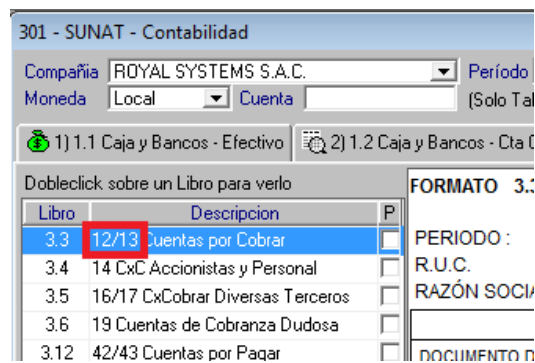 301 - SUNAT - Contabilidad
Compañia ROYAL SYSTEMS S.A.C. Período
Moneda Local Cuenta (Solo Tal
1) 1.1 Caja y Bancos - Efectivo 2) 1.2 Caja y Bancos - Cta
Dobleclick sobre un Libro para verlo FORMATO 3.3
Libro Descripcion P
3.3 12/13 Cuentas por Cobrar PERIODO :
3.4 14 CxC Accionistas y Personal R.U.C.
3.5 16/17 CxCobrar Diversas Terceros RAZÓN SOCIA
3.6 19 Cuentas de Cobranza Dudosa
3.12 42/43 Cuentas por Pagar DOCUMENTO D